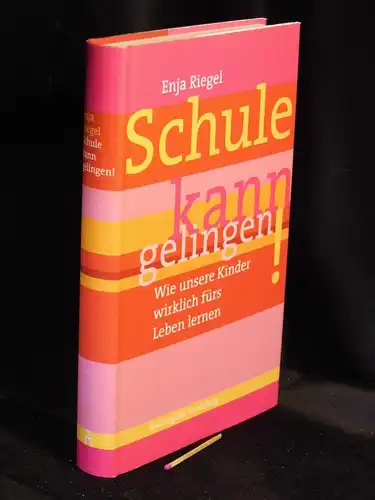 Enja Riegel
Schule
kann
gelingen!
Wie unsere Kinder
wirklich fürs
Leben lernen
Enja
Riegel
Schule
kann
gelingen!